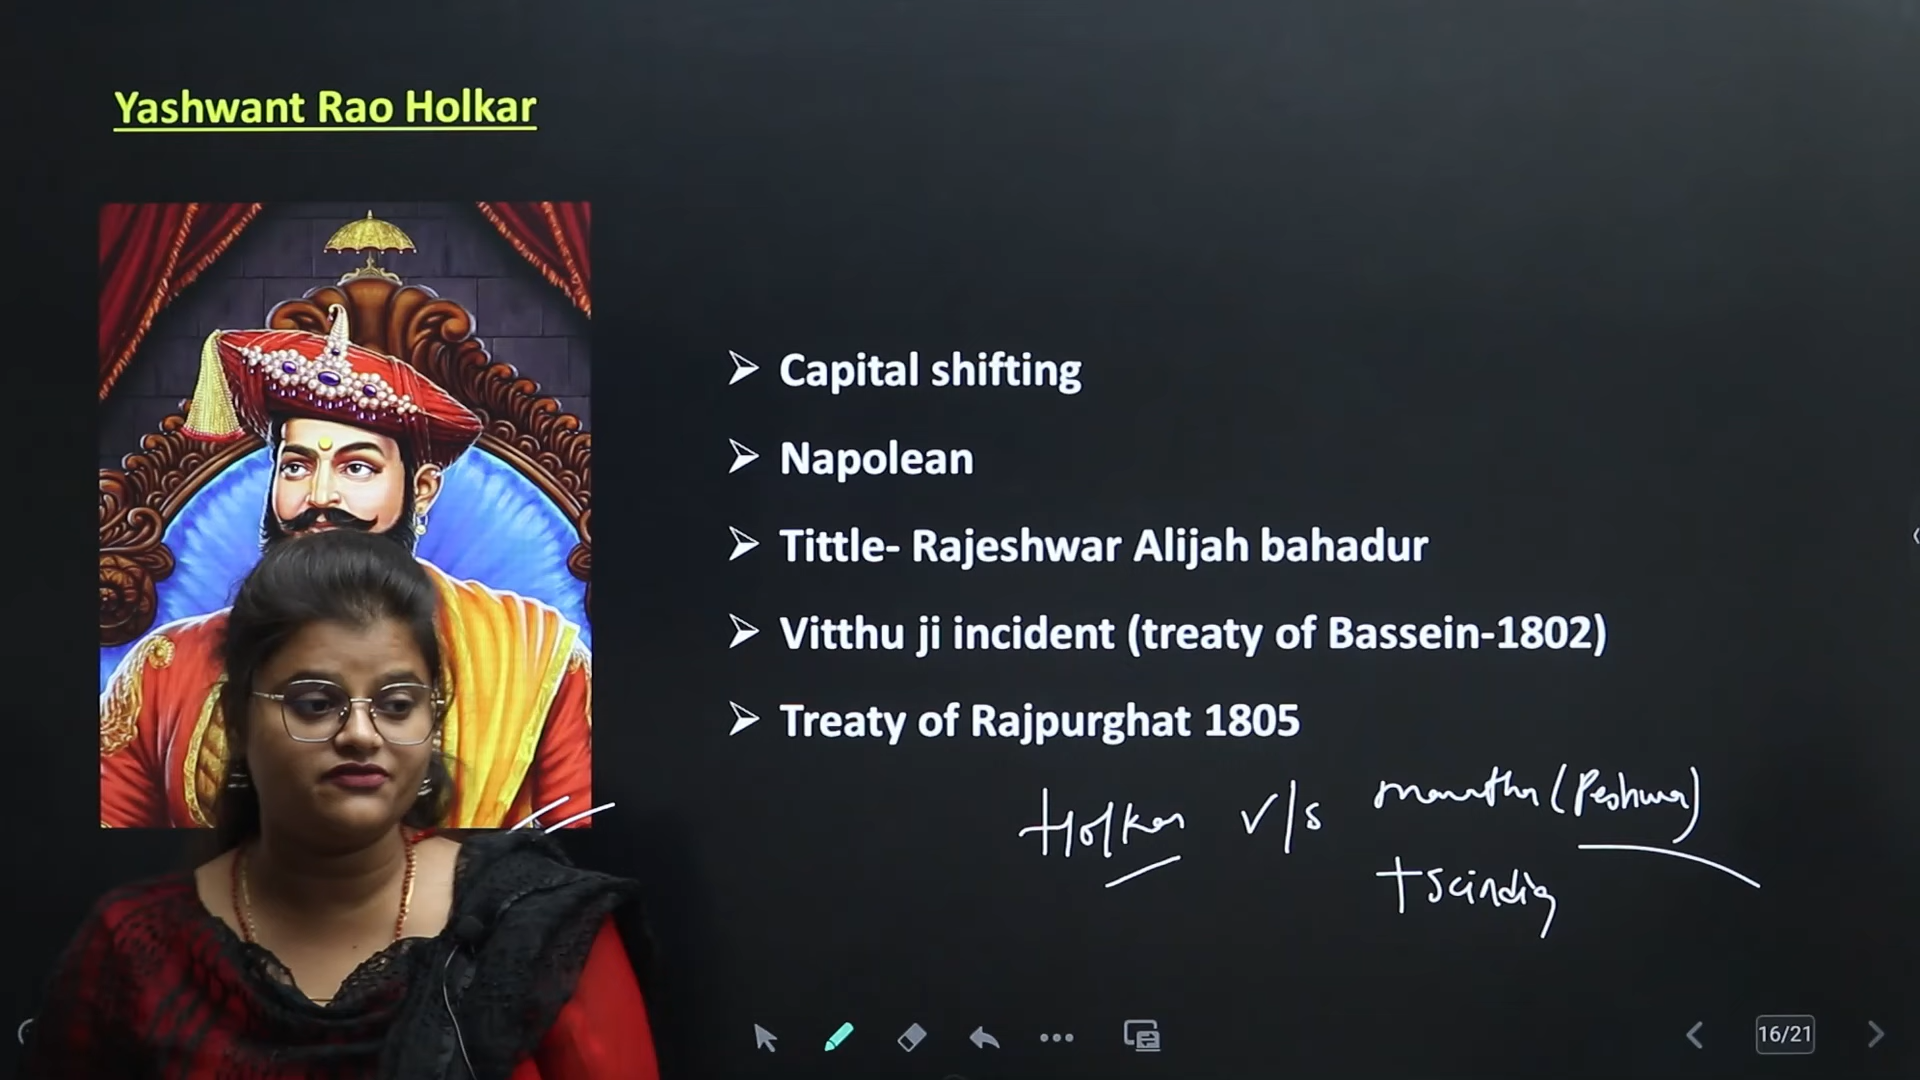 Yashwant Rao Holkar
Capital shifting
Napolean
Tittle- Rajeshwar Alijah bahadur
Vitthu ji incident (treaty of Bassein-1802)
Treaty of Rajpurghat 1805
Holkar v/s maratha (Peshwa)
+ Scindia
16/21